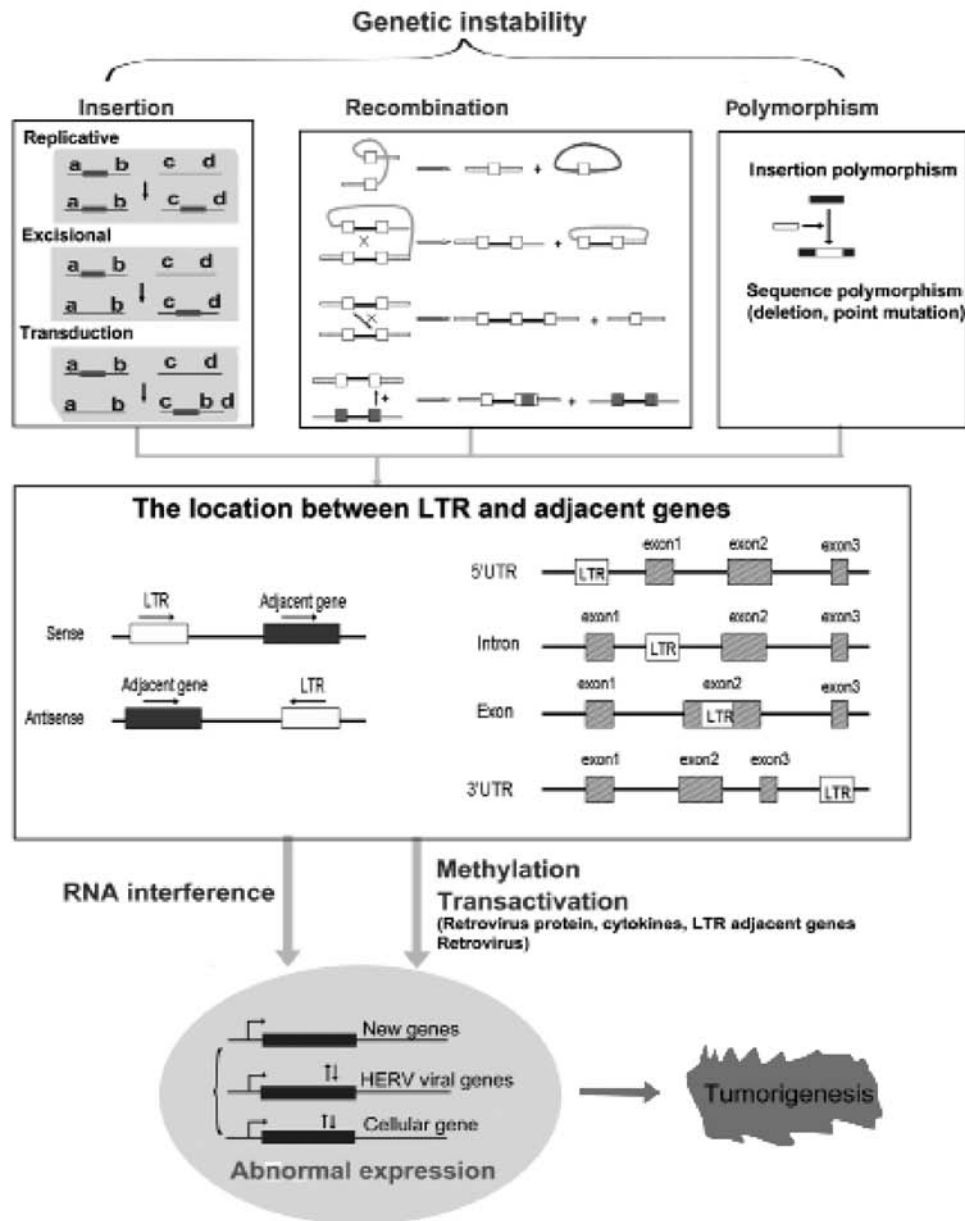 Genetic instability
Insertion
Recombination
Polymorphism
Replicative
a b c d
a b c d
Excisional
a b c d
a b c d
Transduction
a b c d
a b c b d
+
×
+
×
+
+
+
Insertion polymorphism
Sequence polymorphism
(deletion, point mutation)
The location between LTR and adjacent genes
LTR Adjacent gene
Sense
Adjacent gene LTR
Antisense
exon1 exon2 exon3
5'UTR LTR
exon1 exon2 exon3
Intron LTR
exon1 exon2 exon3
Exon LTR
exon1 exon2 exon3
3'UTR LTR
RNA interference
Methylation
Transactivation
(Retrovirus protein, cytokines, LTR adjacent genes
Retrovirus)
New genes
HERV viral genes
Cellular gene
Abnormal expression
Tumorigenesis